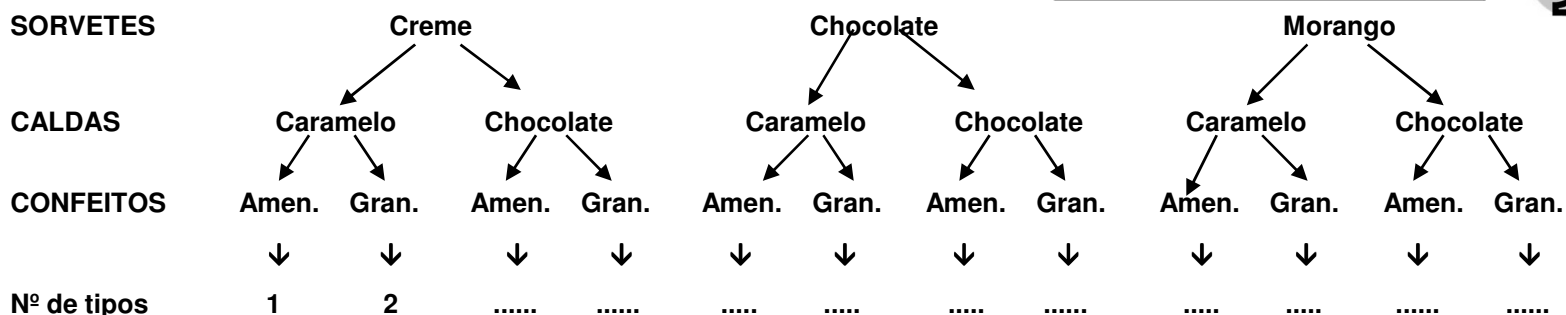 SORVETES Creme Chocolate Morango
CALDAS Caramelo Chocolate Caramelo Chocolate Caramelo Chocolate
CONFEITOS Amen. Gran. Amen. Gran. Amen. Gran. Amen. Gran. Amen. Gran. Amen. Gran.
Nº de tipos 1 2 ...... ...... ..... ..... ..... ...... ..... ..... ...... ......